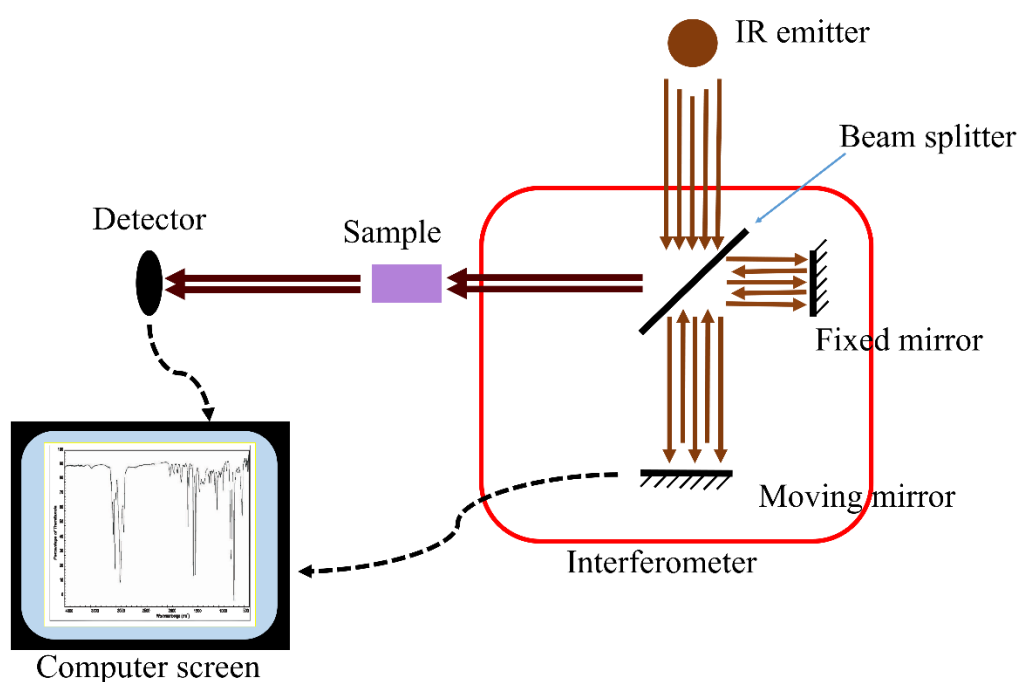 IR emitter
Beam splitter
Detector
Sample
Fixed mirror
Moving mirror
Interferometer
Computer screen